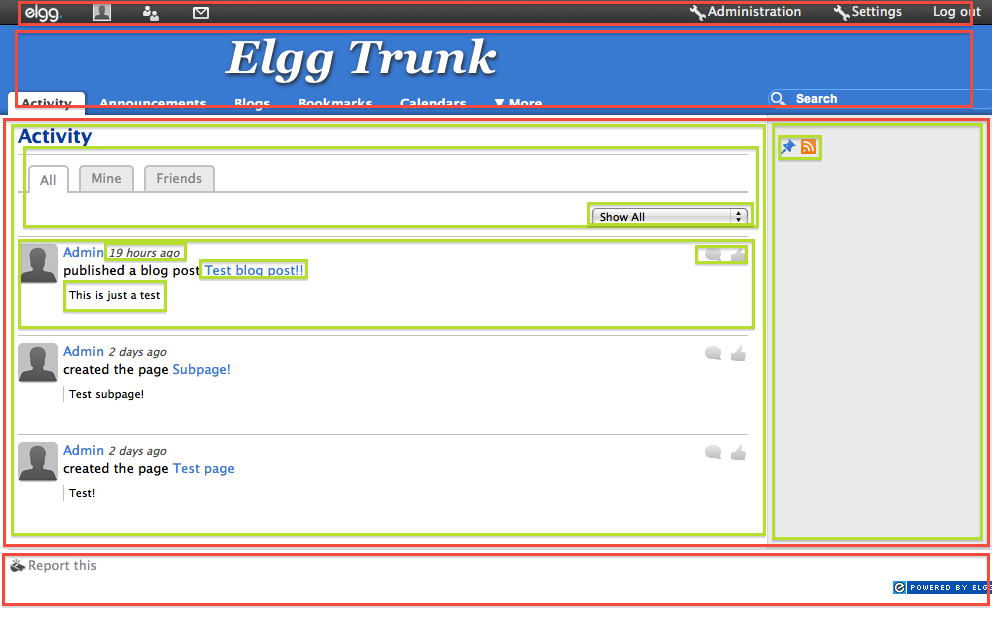 elgg.
Administration Settings Log out
Elgg Trunk
Activity Announcements Blogs Bookmarks Calendars ▼ More
Search
Activity
All Mine Friends
Show All
Admin 19 hours ago
published a blog post Test blog post!!
This is just a test
Admin 2 days ago
created the page Subpage!
Test subpage!
Admin 2 days ago
created the page Test page
Test!
Report this
POWERED BY ELGG